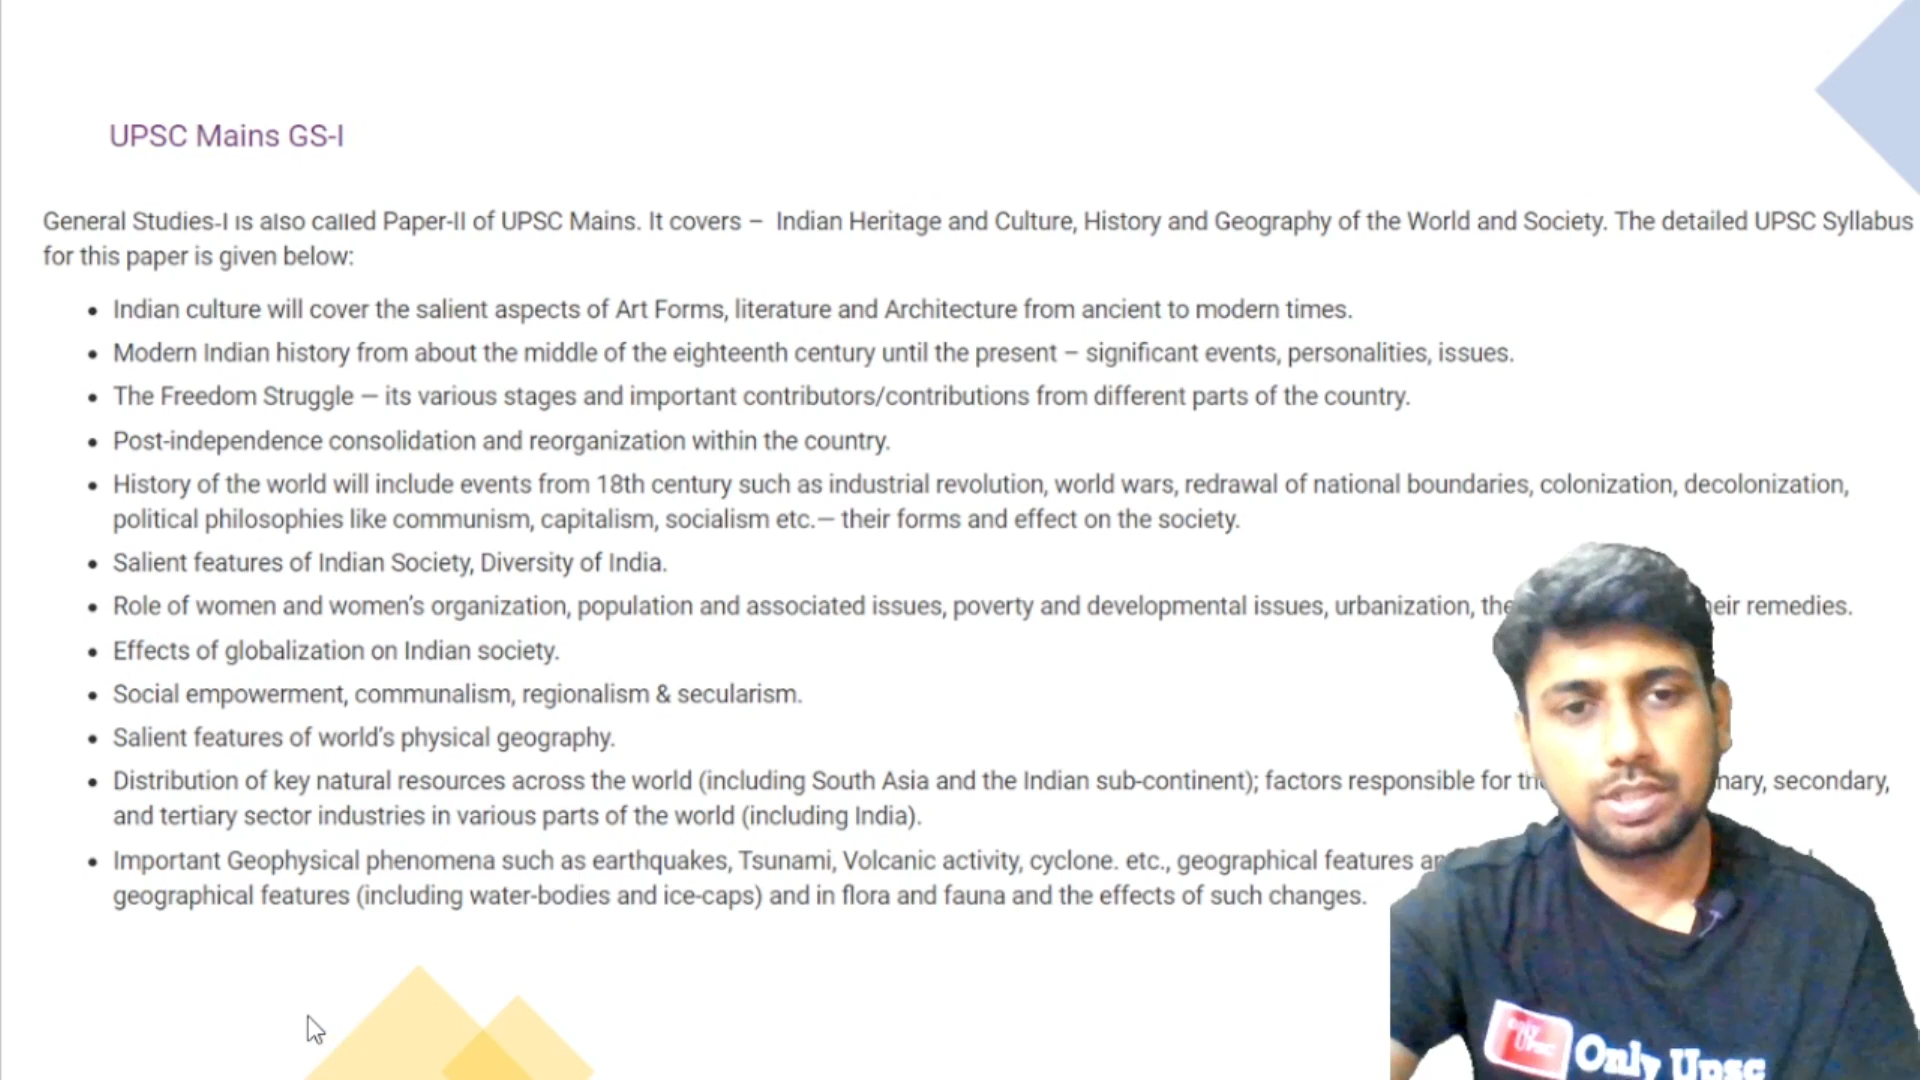 UPSC Mains GS-I
General Studies-I is also called Paper-II of UPSC Mains. It covers – Indian Heritage and Culture, History and Geography of the World and Society. The detailed UPSC Syllabus
for this paper is given below:
• Indian culture will cover the salient aspects of Art Forms, literature and Architecture from ancient to modern times.
• Modern Indian history from about the middle of the eighteenth century until the present – significant events, personalities, issues.
• The Freedom Struggle — its various stages and important contributors/contributions from different parts of the country.
• Post-independence consolidation and reorganization within the country.
• History of the world will include events from 18th century such as industrial revolution, world wars, redrawal of national boundaries, colonization, decolonization,
political philosophies like communism, capitalism, socialism etc.— their forms and effect on the society.
• Salient features of Indian Society, Diversity of India.
• Role of women and women's organization, population and associated issues, poverty and developmental issues, urbanization, remedies.
• Effects of globalization on Indian society.
• Social empowerment, communalism, regionalism & secularism.
• Salient features of world's physical geography.
• Distribution of key natural resources across the world (including South Asia and the Indian sub-continent); factors responsible for secondary,
and tertiary sector industries in various parts of the world (including India).
• Important Geophysical phenomena such as earthquakes, Tsunami, Volcanic activity, cyclone. etc., geographical features
geographical features (including water-bodies and ice-caps) and in flora and fauna and the effects of such changes.
ONLY
UPSC
Only Upsc